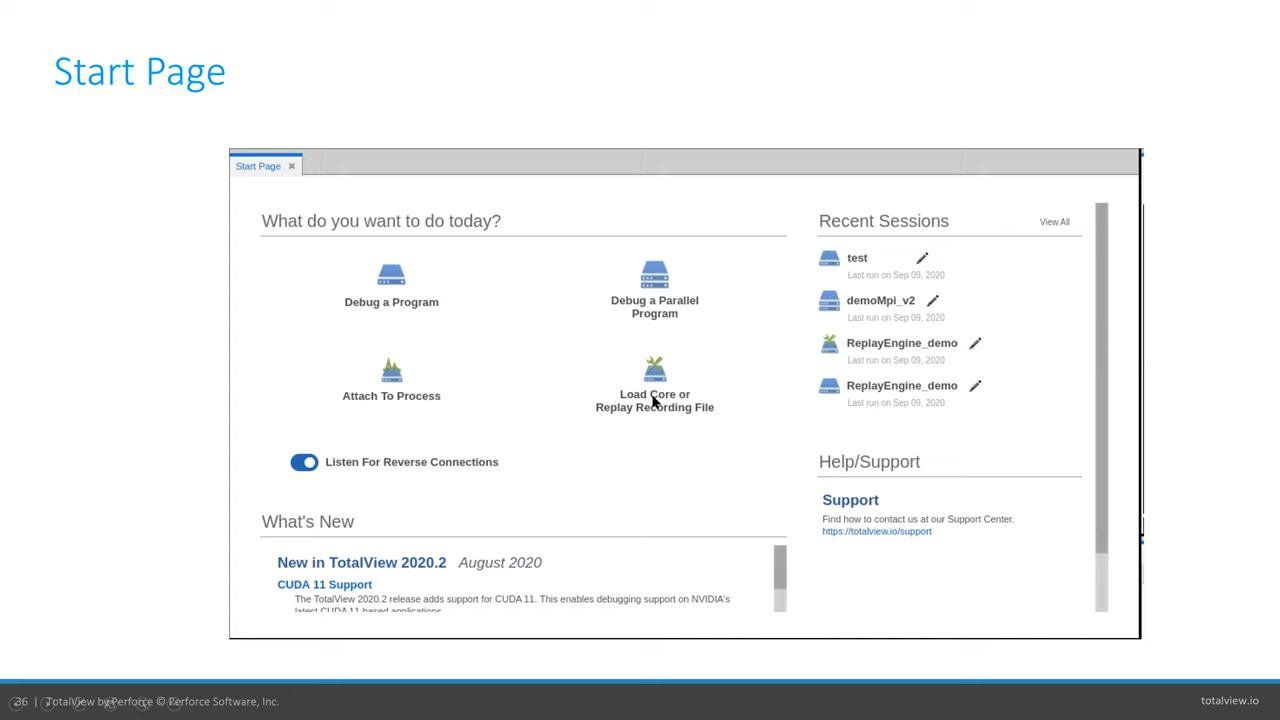 Start Page
Start Page
What do you want to do today?
Debug a Program
Debug a Parallel
Program
Attach To Process
Load Core or
Replay Recording File
Listen For Reverse Connections
What's New
New in TotalView 2020.2 August 2020
CUDA 11 Support
The TotalView 2020.2 release adds support for CUDA 11. This enables debugging support on NVIDIA's
latest CUDA 11 based applications.
Recent Sessions
View All
test
Last run on Sep 09, 2020
demoMpi_v2
Last run on Sep 09, 2020
ReplayEngine_demo
Last run on Sep 09, 2020
ReplayEngine_demo
Last run on Sep 09, 2020
Help/Support
Support
Find how to contact us at our Support Center.
https://totalview.io/support
36 | TotalView by Perforce © Perforce Software, Inc.
totalview.io